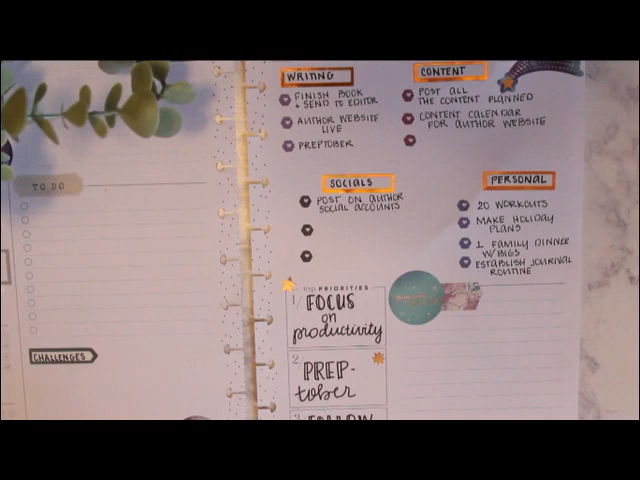 TO DO
CHALLENGES
WRITING
FINISH BOOK
+ SEND TO EDITOR
AUTHOR WEBSITE
LIVE
PREPTOBER
CONTENT
POST ALL
THE CONTENT PLANNED
CONTENT CALENDAR
FOR AUTHOR WEBSITE
SOCIALS
POST ON AUTHOR
SOCIAL ACCOUNTS
PERSONAL
20 WORKOUTS
MAKE HOLIDAY
PLANS
1 FAMILY DINNER
W/BIGS
ESTABLISH JOURNAL
ROUTINE
top PRIORITIES
1 FOCUS
on
productivity
2 PREP-
tober
3 FOLLOW